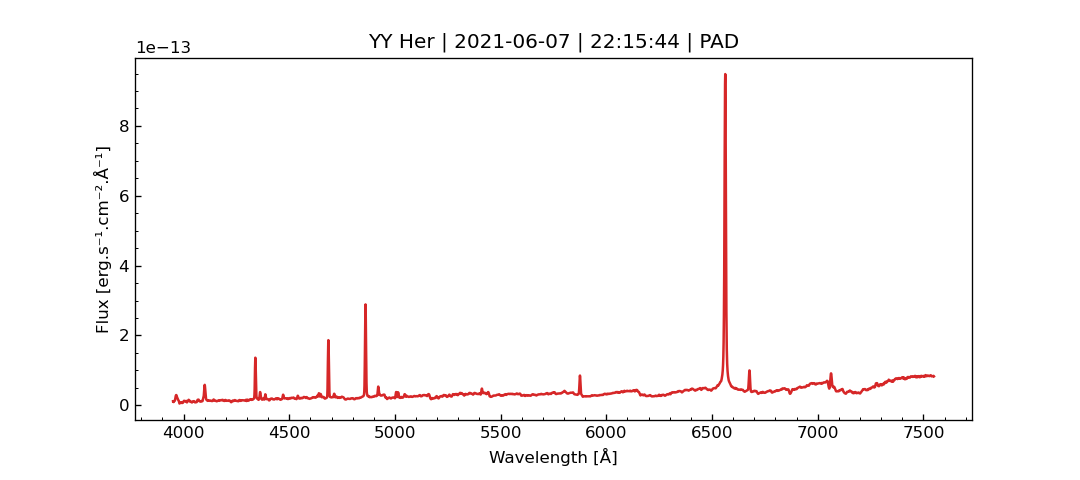 YY Her | 2021-06-07 | 22:15:44 | PAD
1e−13
8
6
4
2
0
Flux [erg.s⁻¹.cm⁻².Å⁻¹]
4000 4500 5000 5500 6000 6500 7000 7500
Wavelength [Å]